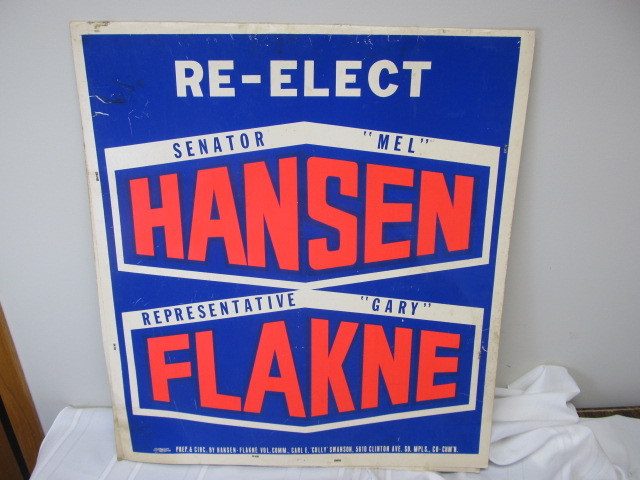 RE-ELECT
SENATOR "MEL"
HANSEN
REPRESENTATIVE "GARY"
FLAKNE
PREP. & CIRC. BY HANSEN-FLAKNE VOL. COMM., CARL E. 'CULLY' SWANSON, 5810 CLINTON AVE. SO. MPLS., CO-CHM'N.